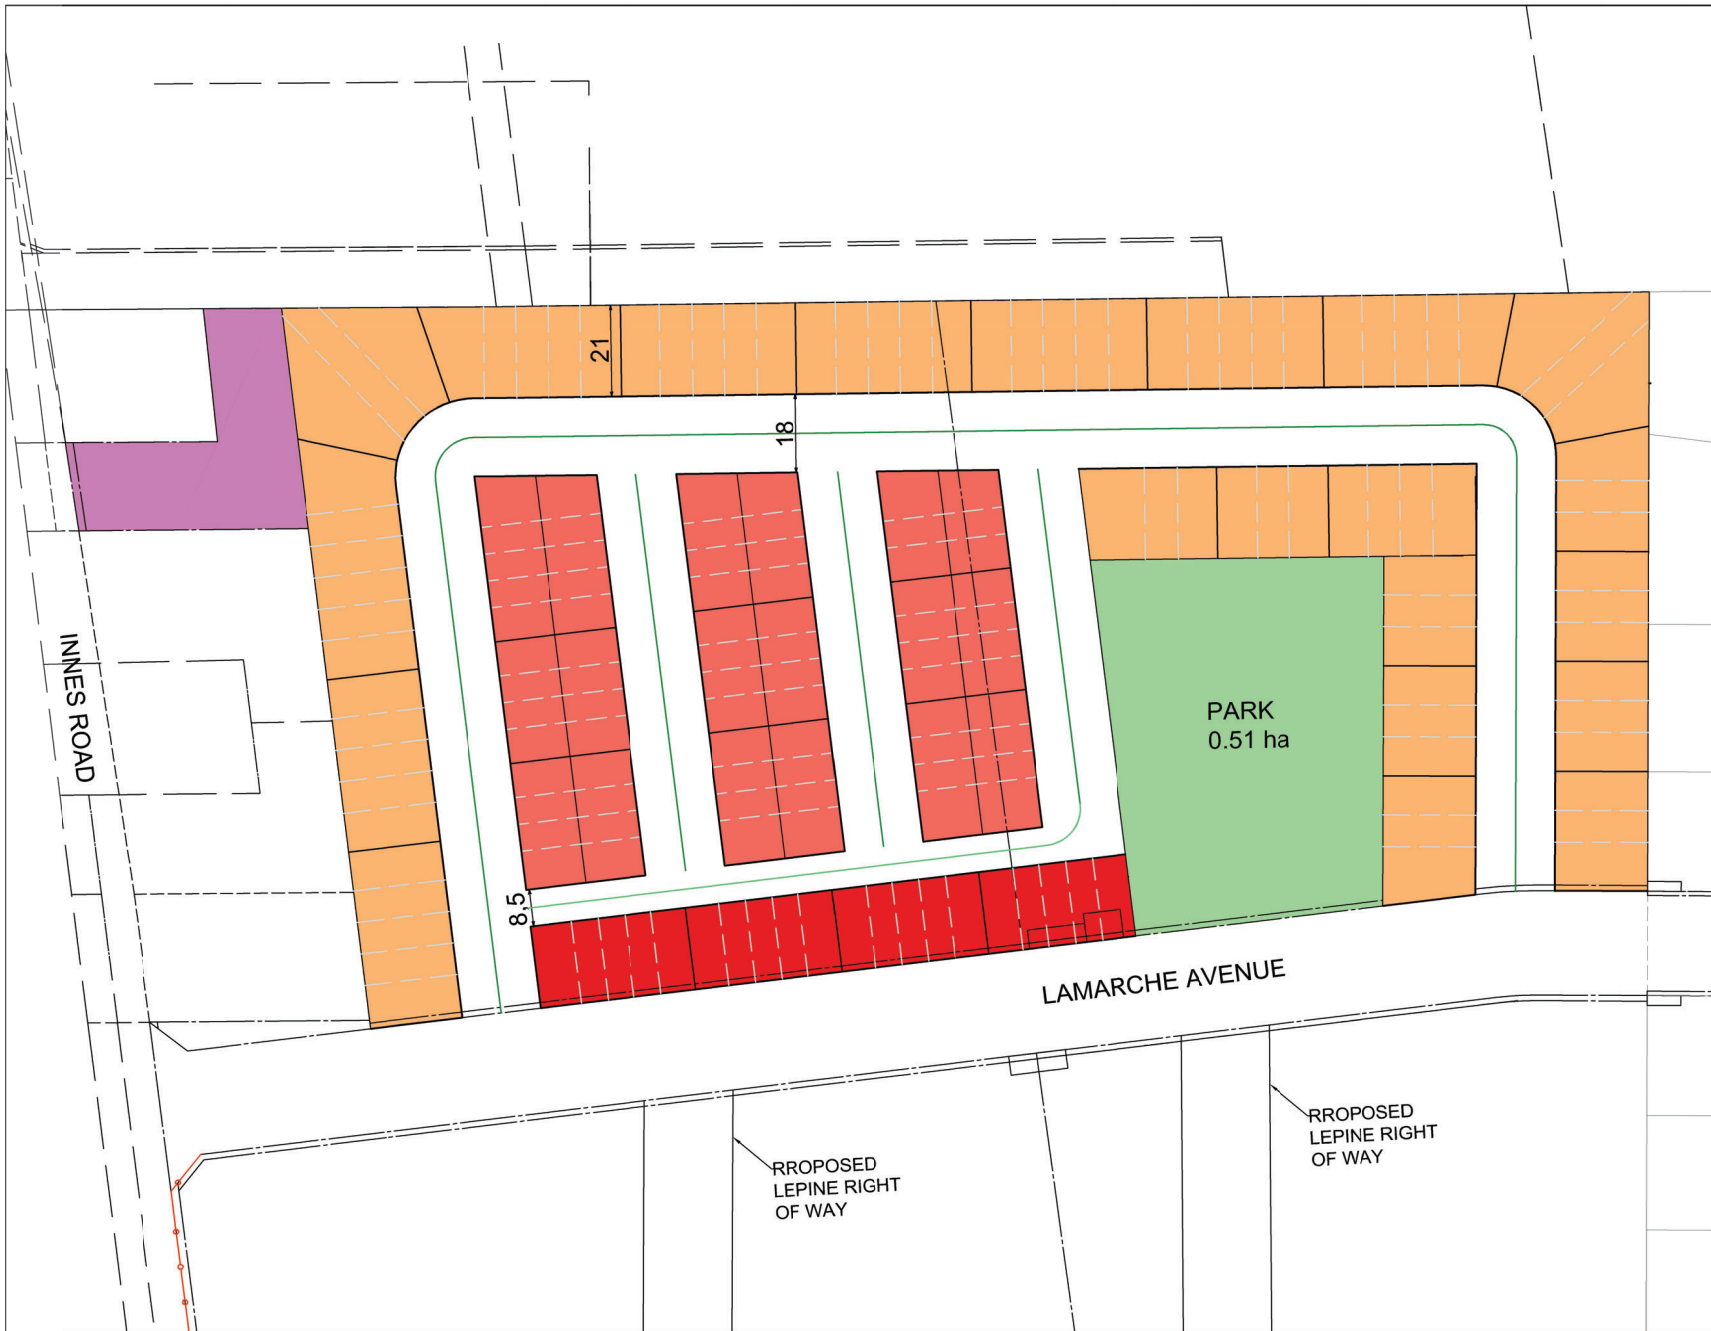 21
18
INNES ROAD
PARK
0.51 ha
8,5
LAMARCHE AVENUE
RROPOSED
LEPINE RIGHT
OF WAY
RROPOSED
LEPINE RIGHT
OF WAY